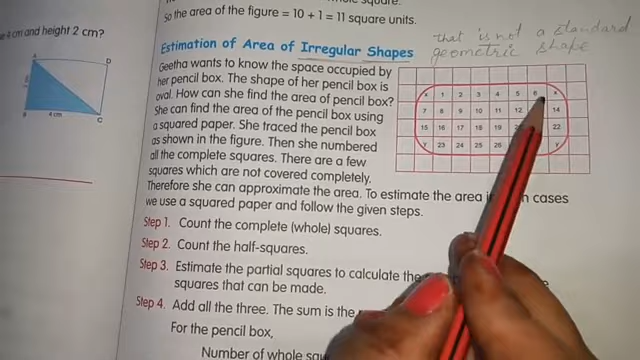 So the area of the figure = 10 + 1 = 11 square units.
cm and height 2 cm?
that is not a standard
geometric shape
Estimation of Area of Irregular Shapes
Geetha wants to know the space occupied by
her pencil box. The shape of her pencil box is
oval. How can she find the area of pencil box?
She can find the area of the pencil box using
a squared paper. She traced the pencil box
as shown in the figure. Then she numbered
all the complete squares. There are a few
squares which are not covered completely.
Therefore she can approximate the area. To estimate the area cases
we use a squared paper and follow the given steps.
A D
B 4 cm C
x 1 2 3 4 5 6 x
7 8 9 10 11 12 14
15 16 17 18 19 22
y 23 24 25 26 y
Step 1. Count the complete (whole) squares.
Step 2. Count the half-squares.
Step 3. Estimate the partial squares to calculate the
squares that can be made.
Step 4. Add all the three. The sum is the
For the pencil box,
Number of whole